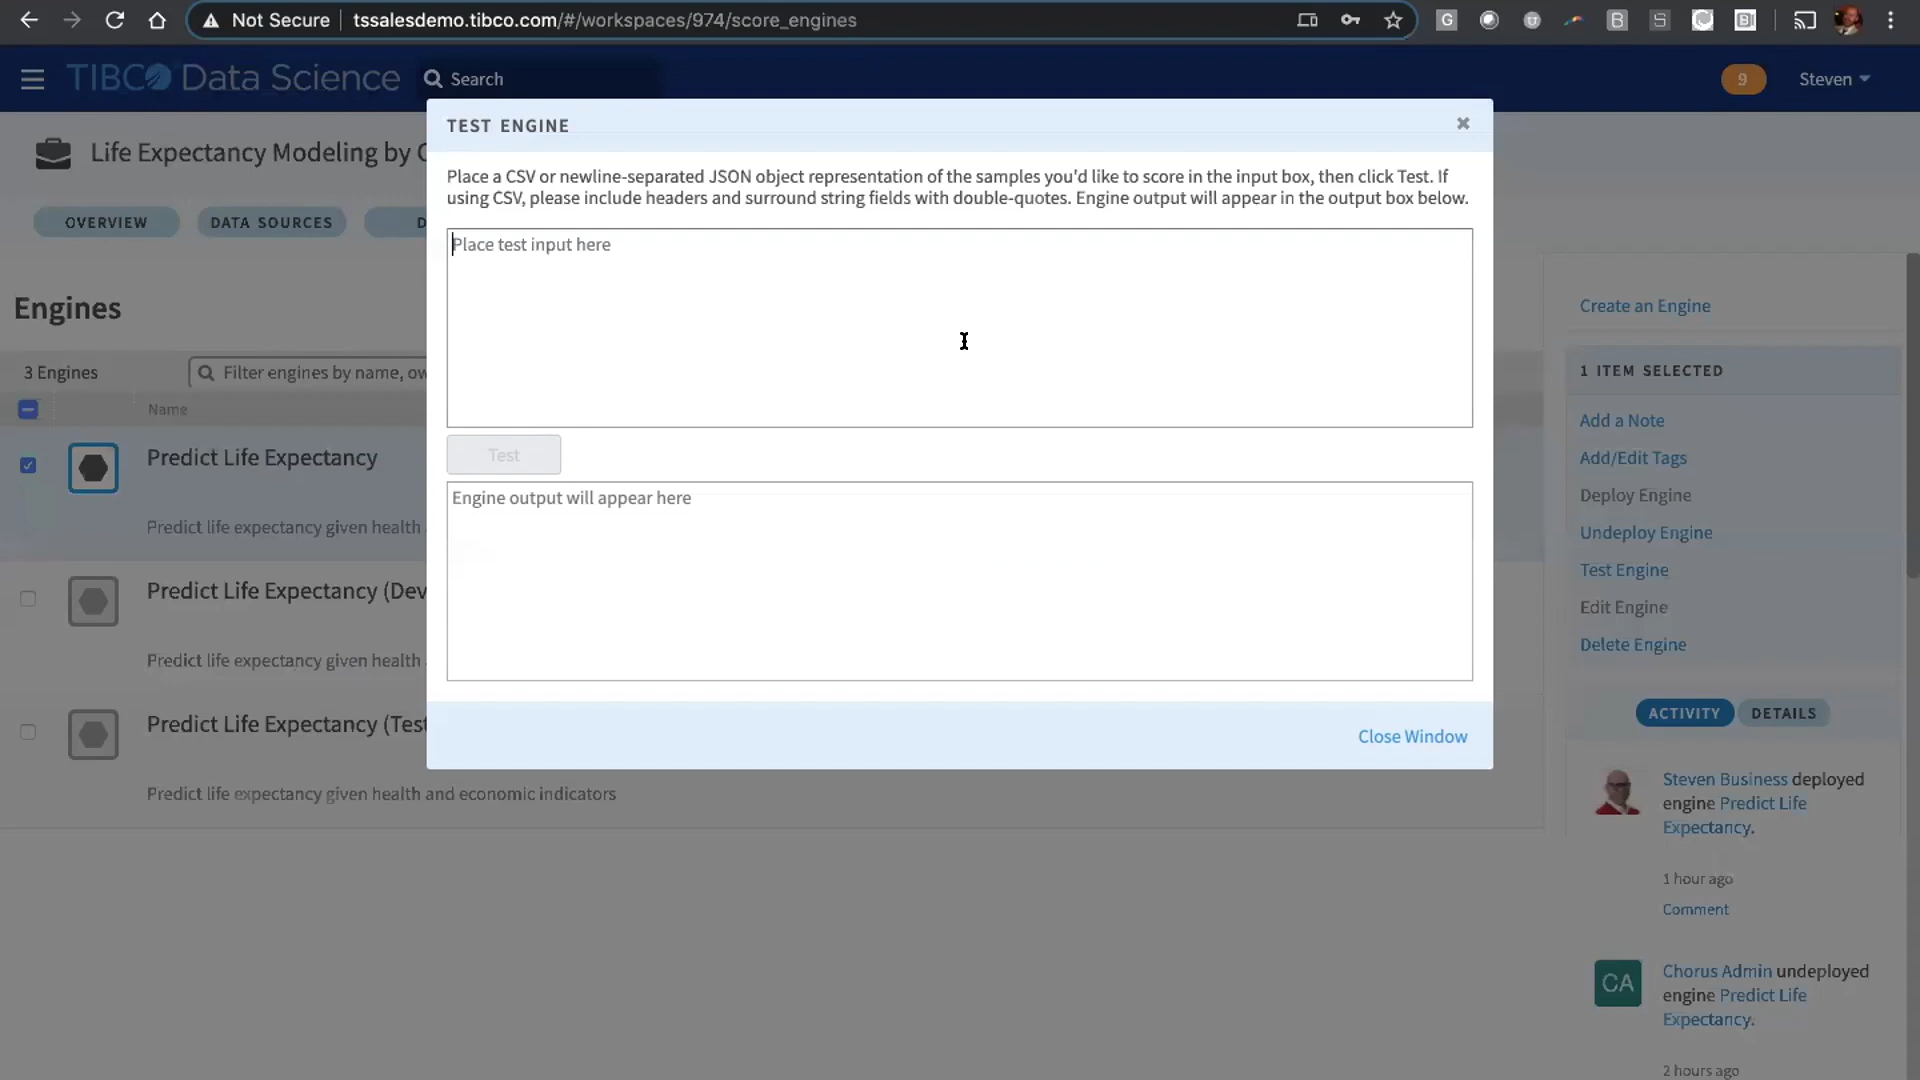 Not Secure
tssalesdemo.tibco.com/#/workspaces/974/score_engines
TIBCO Data Science
Search
9
Steven
Life Expectancy Modeling by
OVERVIEW
DATA SOURCES
Engines
3 Engines
Filter engines by name,
Name
Predict Life Expectancy
Predict life expectancy given health
Predict Life Expectancy (Dev
Predict life expectancy given health
Predict Life Expectancy (Test
Predict life expectancy given health and economic indicators
TEST ENGINE
Place a CSV or newline-separated JSON object representation of the samples you'd like to score in the input box, then click Test. If
using CSV, please include headers and surround string fields with double-quotes. Engine output will appear in the output box below.
Place test input here
Test
Engine output will appear here
Close Window
Create an Engine
1 ITEM SELECTED
Add a Note
Add/Edit Tags
Deploy Engine
Undeploy Engine
Test Engine
Edit Engine
Delete Engine
ACTIVITY
DETAILS
Steven Business deployed
engine Predict Life
Expectancy.
1 hour ago
Comment
CA
Chorus Admin undeployed
engine Predict Life
Expectancy.
2 hours ago